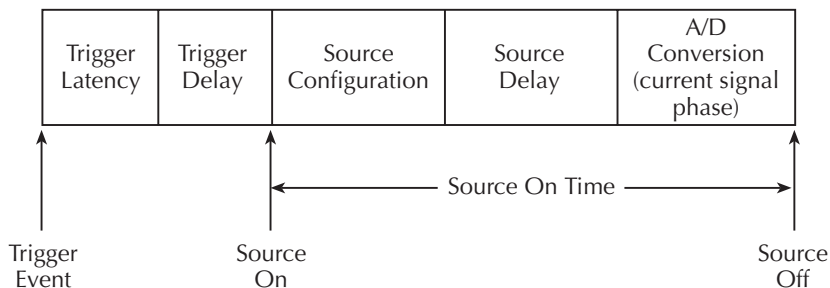 Trigger
Latency
Trigger
Delay
Source
Configuration
Source
Delay
A/D
Conversion
(current signal
phase)
Source On Time
Trigger
Event
Source
On
Source
Off